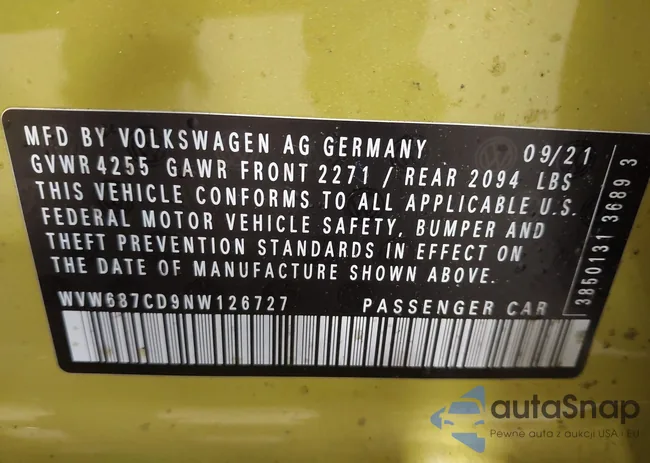 MFD BY VOLKSWAGEN AG GERMANY 09/21
GVWR 4255 GAWR FRONT 2271 / REAR 2094 LBS
THIS VEHICLE CONFORMS TO ALL APPLICABLE U.S.
FEDERAL MOTOR VEHICLE SAFETY, BUMPER AND
THEFT PREVENTION STANDARDS IN EFFECT ON
THE DATE OF MANUFACTURE SHOWN ABOVE.
WVW687CD9NW126727 PASSENGER CAR
3850131 36893
autaSnap
Pewne auta z aukcji USA · EU